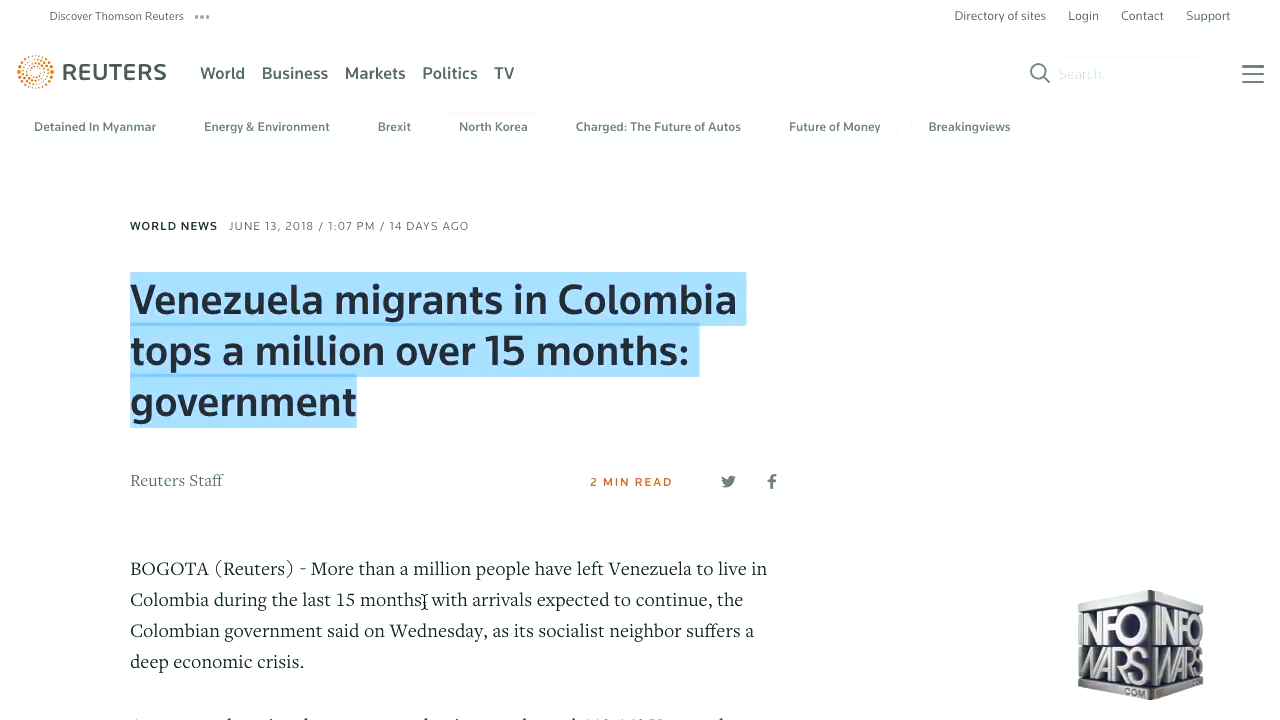 Discover Thomson Reuters
Directory of sites Login Contact Support
REUTERS World Business Markets Politics TV Search...
Detained In Myanmar Energy & Environment Brexit North Korea Charged: The Future of Autos Future of Money Breakingviews
WORLD NEWS JUNE 13, 2018 / 1:07 PM / 14 DAYS AGO
Venezuela migrants in Colombia
tops a million over 15 months:
government
Reuters Staff 2 MIN READ
BOGOTA (Reuters) - More than a million people have left Venezuela to live in
Colombia during the last 15 months, with arrivals expected to continue, the
Colombian government said on Wednesday, as its socialist neighbor suffers a
deep economic crisis.
INFO INFO
WARS WARS
.COM .COM